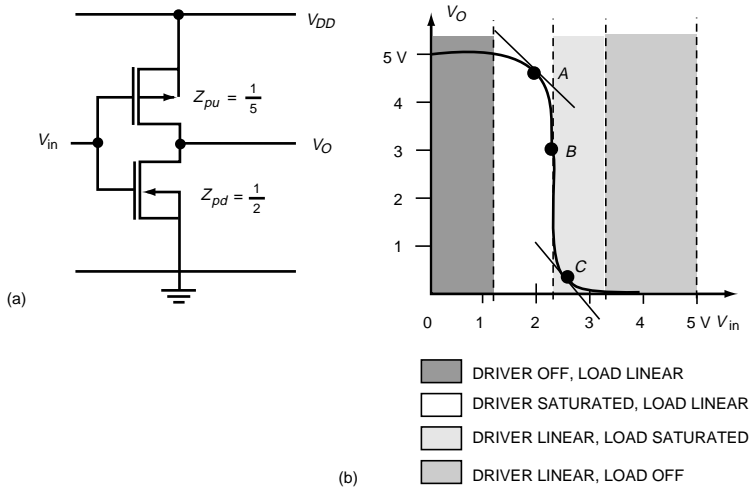 V_DD
Z_pu = 1/5
V_in
V_O
Z_pd = 1/2
(a)
V_O
5 V
4
3
2
1
A
B
C
0 1 2 3 4 5 V V_in
DRIVER OFF, LOAD LINEAR
DRIVER SATURATED, LOAD LINEAR
DRIVER LINEAR, LOAD SATURATED
DRIVER LINEAR, LOAD OFF
(b)